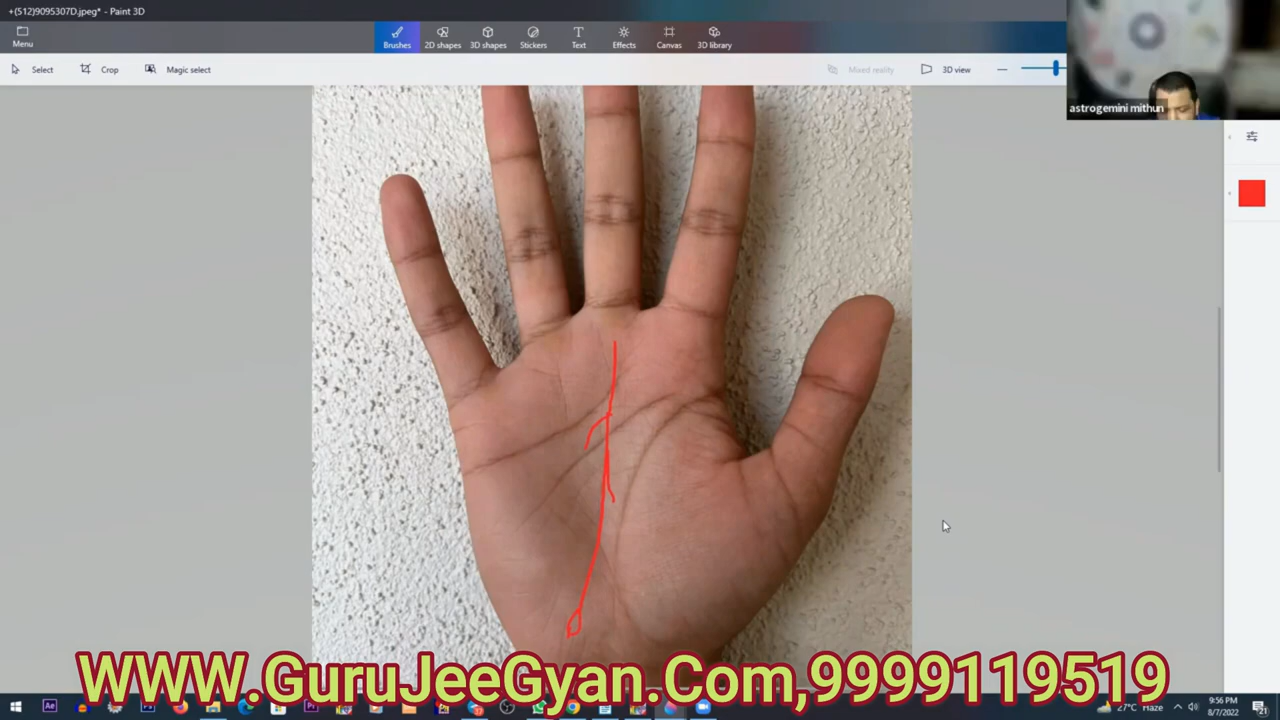 +(512)9095307D.jpeg* - Paint 3D
Menu
Brushes
2D shapes
3D shapes
Stickers
Text
Effects
Canvas
3D library
Select
Crop
Magic select
Mixed reality
3D view
astrogemini mithun
WWW.GuruJeeGyan.Com,9999119519
27°C Haze
9:56 PM
8/7/2022
21